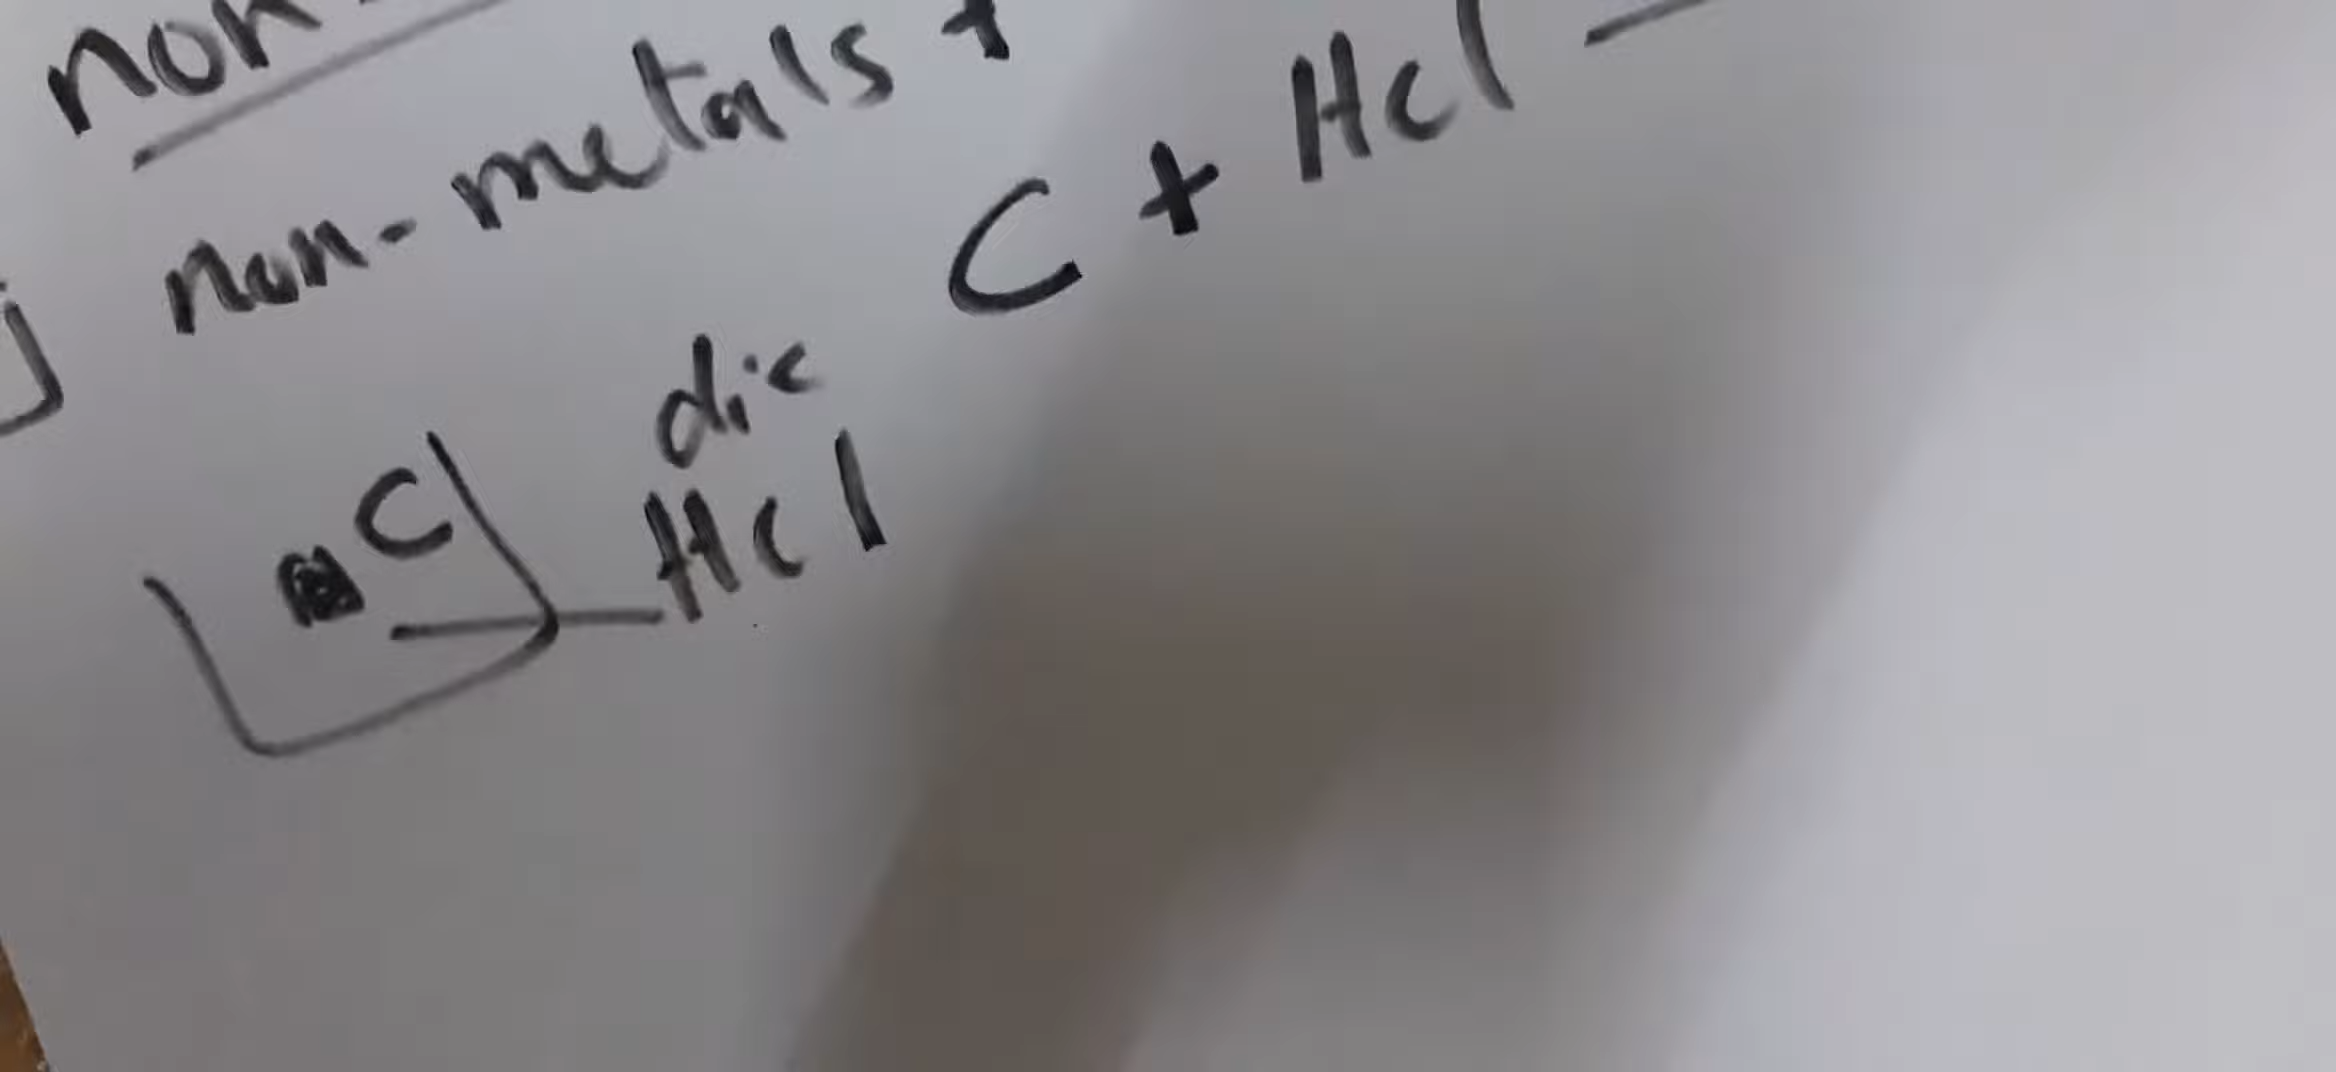 non-
non-metals +
C + HCl —
dil
C
HCl